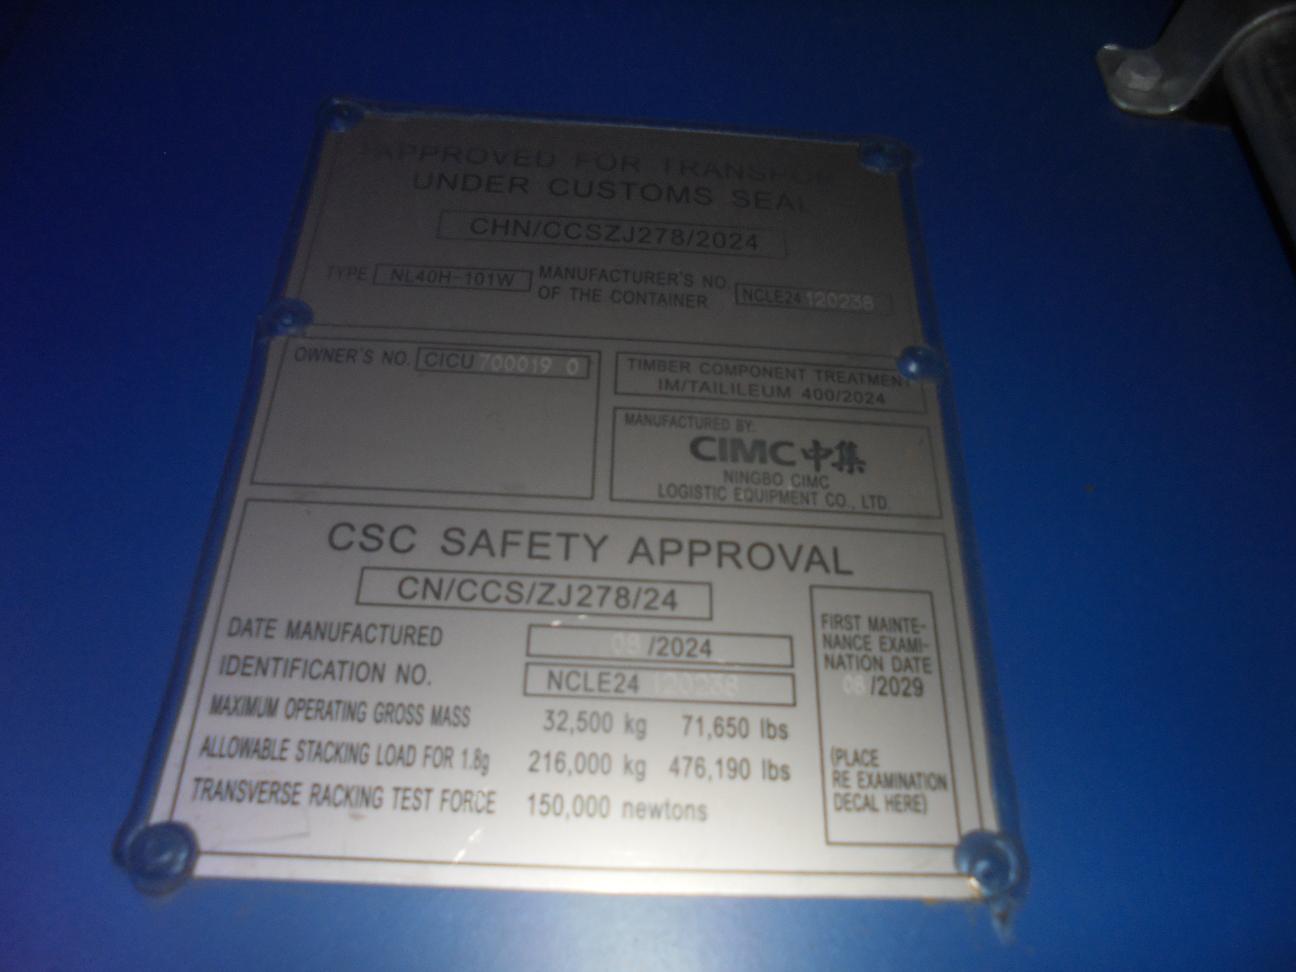 APPROVED FOR TRANSPOR
UNDER CUSTOMS SEAL
CHN/CCSZJ278/2024
TYPE NL40H-101W MANUFACTURER'S NO. OF THE CONTAINER NCLE24 120238
OWNER'S NO. CICU 700019 0
TIMBER COMPONENT TREATMENT
IM/TAILILEUM 400/2024
MANUFACTURED BY:
CIMC中集
NINGBO CIMC
LOGISTIC EQUIPMENT CO., LTD.
CSC SAFETY APPROVAL
CN/CCS/ZJ278/24
DATE MANUFACTURED 08/2024
IDENTIFICATION NO. NCLE24 120238
MAXIMUM OPERATING GROSS MASS 32,500 kg 71,650 lbs
ALLOWABLE STACKING LOAD FOR 1.8g 216,000 kg 476,190 lbs
TRANSVERSE RACKING TEST FORCE 150,000 newtons
FIRST MAINTE-
NANCE EXAMI-
NATION DATE
08/2029
(PLACE
RE EXAMINATION
DECAL HERE)